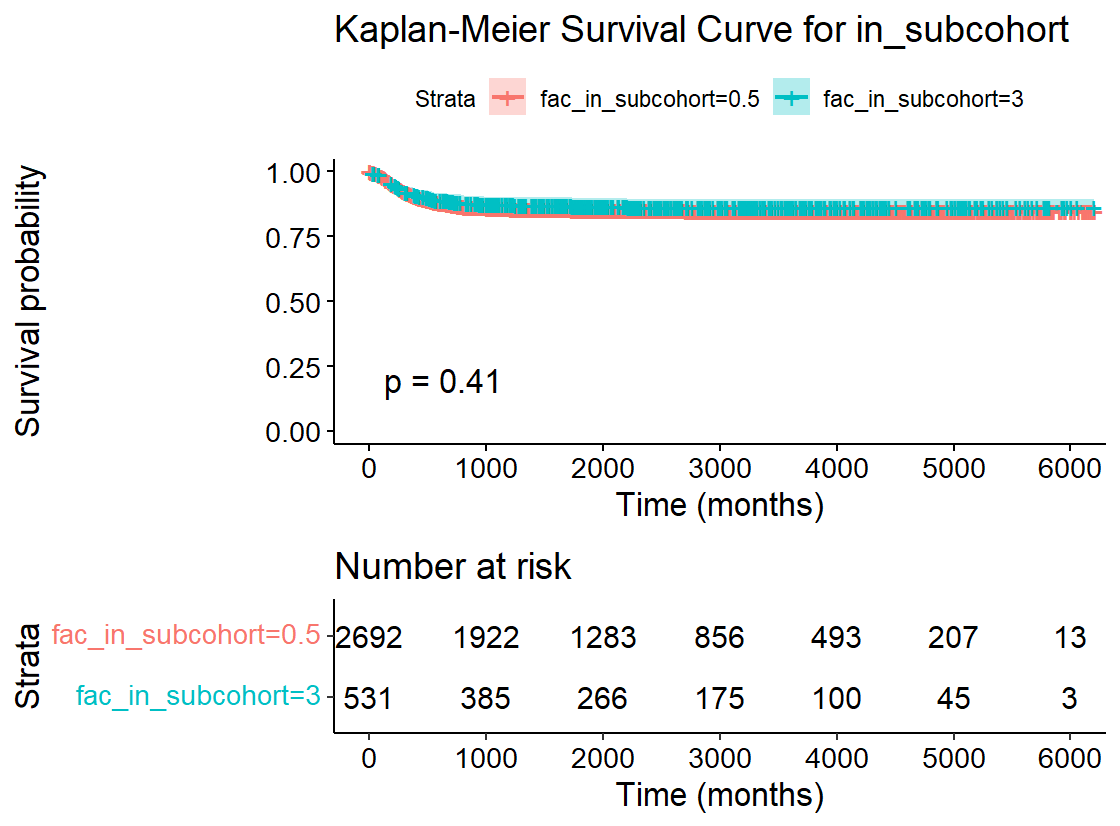 Kaplan-Meier Survival Curve for in_subcohort
Strata fac_in_subcohort=0.5 fac_in_subcohort=3
Survival probability
1.00
0.75
0.50
0.25
0.00
p = 0.41
0 1000 2000 3000 4000 5000 6000
Time (months)
Number at risk
Strata
fac_in_subcohort=0.5 2692 1922 1283 856 493 207 13
fac_in_subcohort=3 531 385 266 175 100 45 3
0 1000 2000 3000 4000 5000 6000
Time (months)